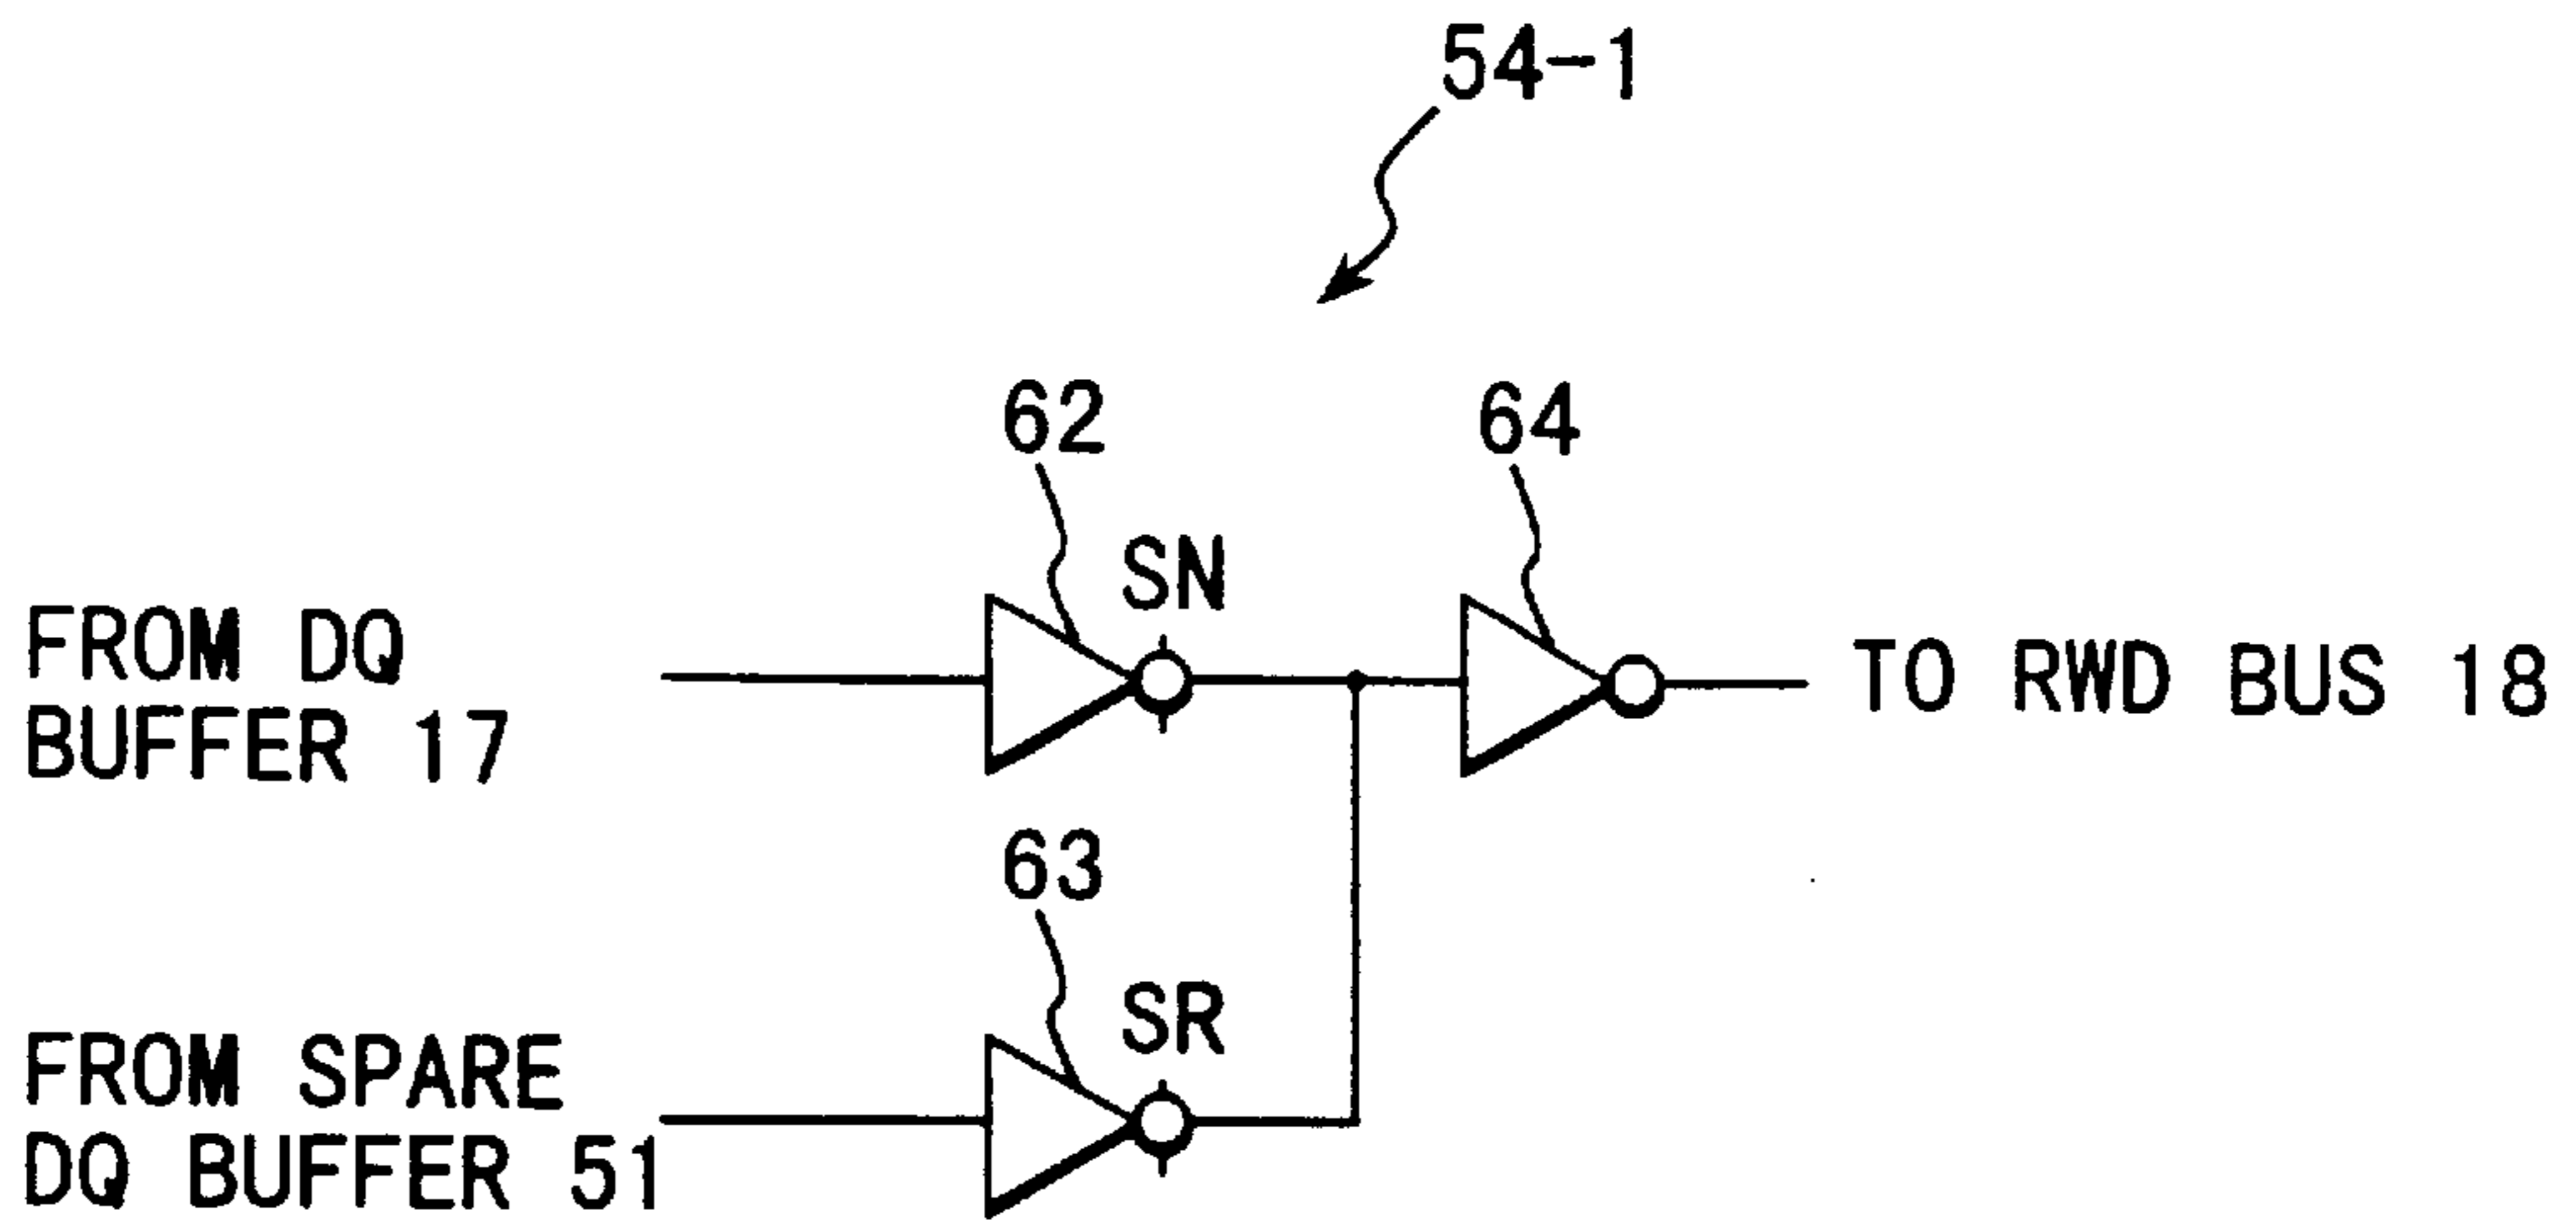 54-1
62
64
SN
FROM DQ
BUFFER 17
TO RWD BUS 18
63
SR
FROM SPARE
DQ BUFFER 51